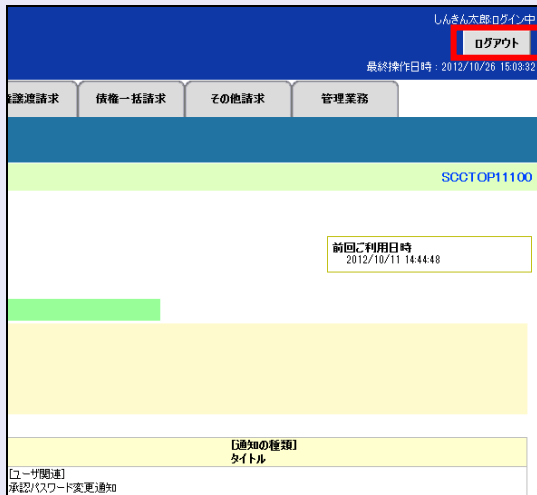 しんきん太郎:ログイン中
ログアウト
最終操作日時：2012/10/26 15:03:32
譲渡請求 債権一括請求 その他請求 管理業務
SCCTOP11100
前回ご利用日時
2012/10/11 14:44:48
[通知の種類]
タイトル
[ユーザ関連]
承認パスワード変更通知